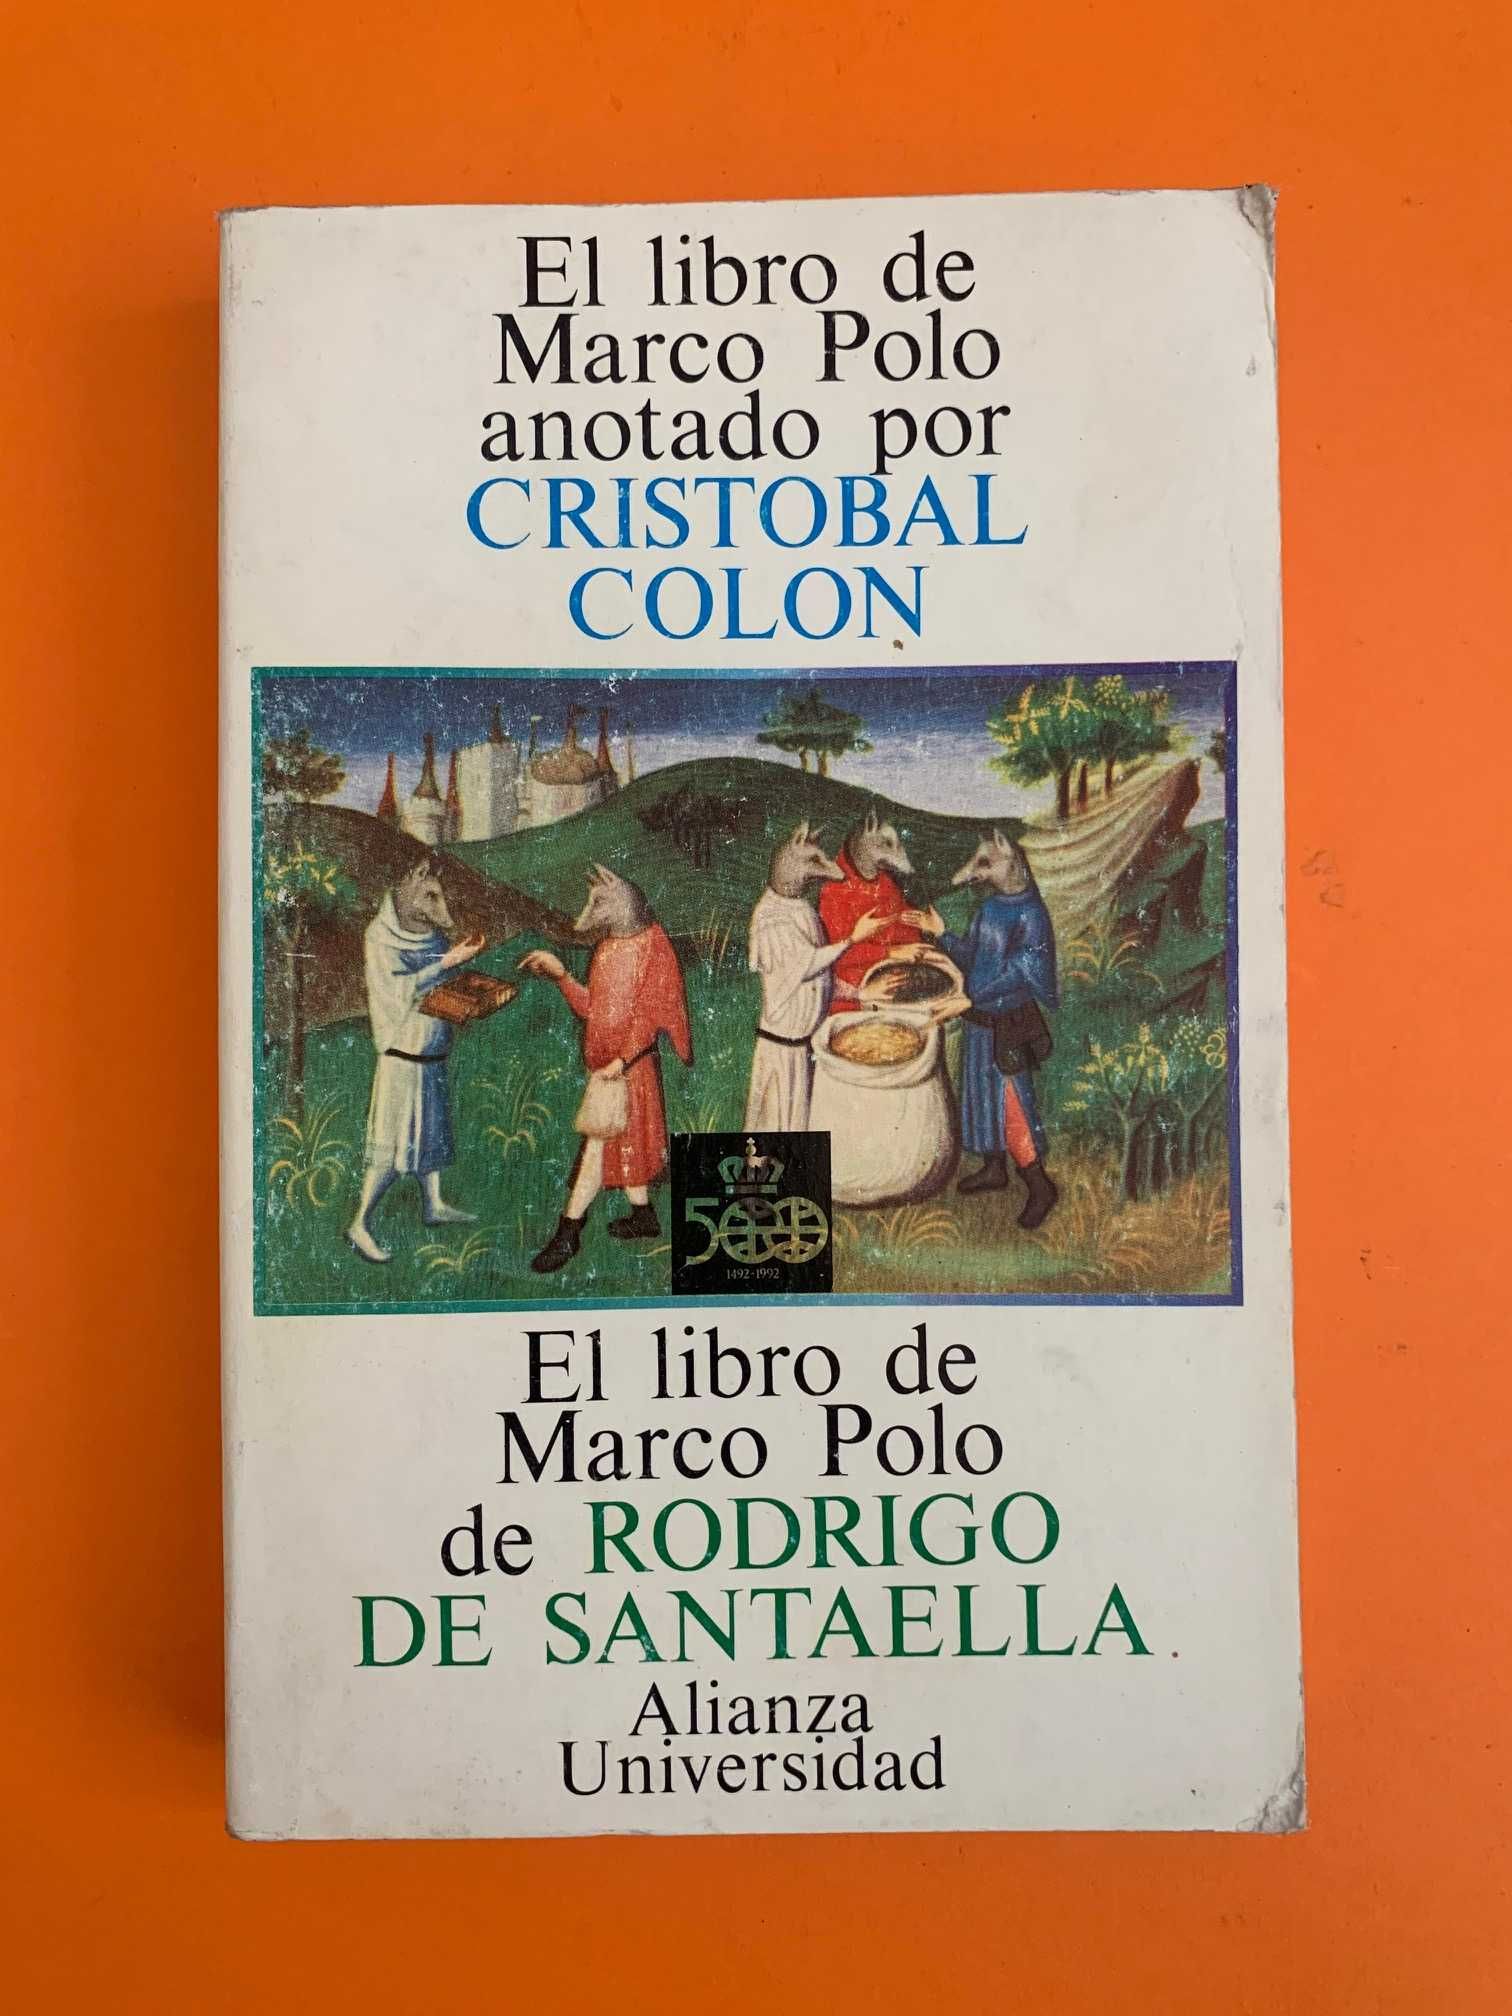 El libro de
Marco Polo
anotado por
CRISTOBAL
COLON
500
1492-1992
El libro de
Marco Polo
de RODRIGO
DE SANTAELLA
Alianza
Universidad